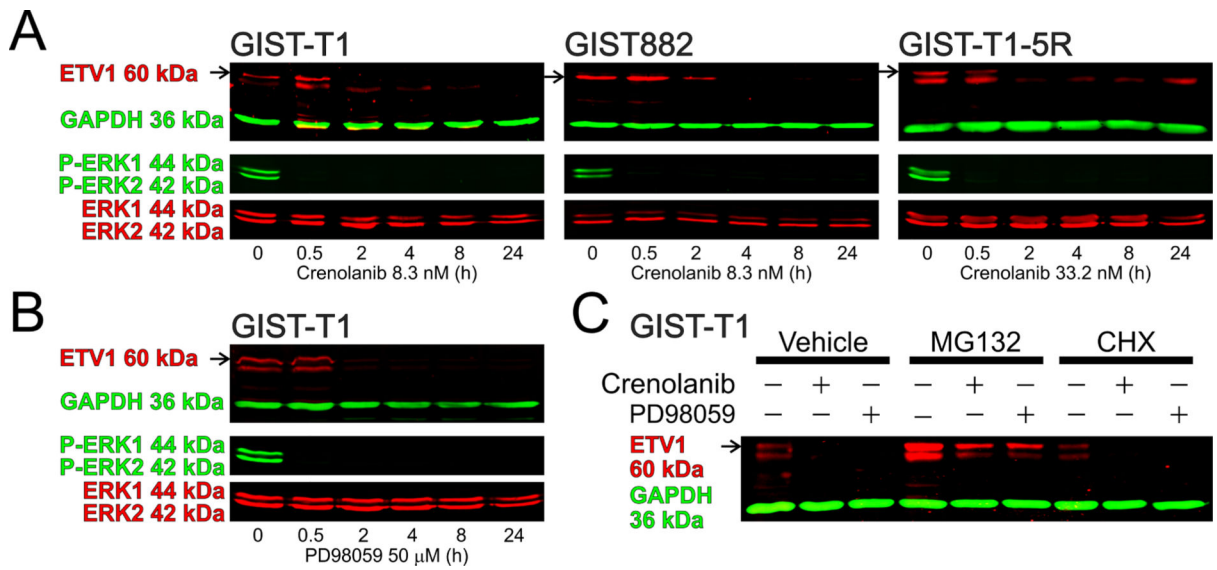 A
GIST-T1
GIST882
GIST-T1-5R
ETV1 60 kDa
GAPDH 36 kDa
P-ERK1 44 kDa
P-ERK2 42 kDa
ERK1 44 kDa
ERK2 42 kDa
0 0.5 2 4 8 24
Crenolanib 8.3 nM (h)
0 0.5 2 4 8 24
Crenolanib 8.3 nM (h)
0 0.5 2 4 8 24
Crenolanib 33.2 nM (h)
B
GIST-T1
ETV1 60 kDa
GAPDH 36 kDa
P-ERK1 44 kDa
P-ERK2 42 kDa
ERK1 44 kDa
ERK2 42 kDa
0 0.5 2 4 8 24
PD98059 50 µM (h)
C
GIST-T1
Vehicle MG132 CHX
Crenolanib − + − − + − − + −
PD98059 − − + − − + − − +
ETV1
60 kDa
GAPDH
36 kDa